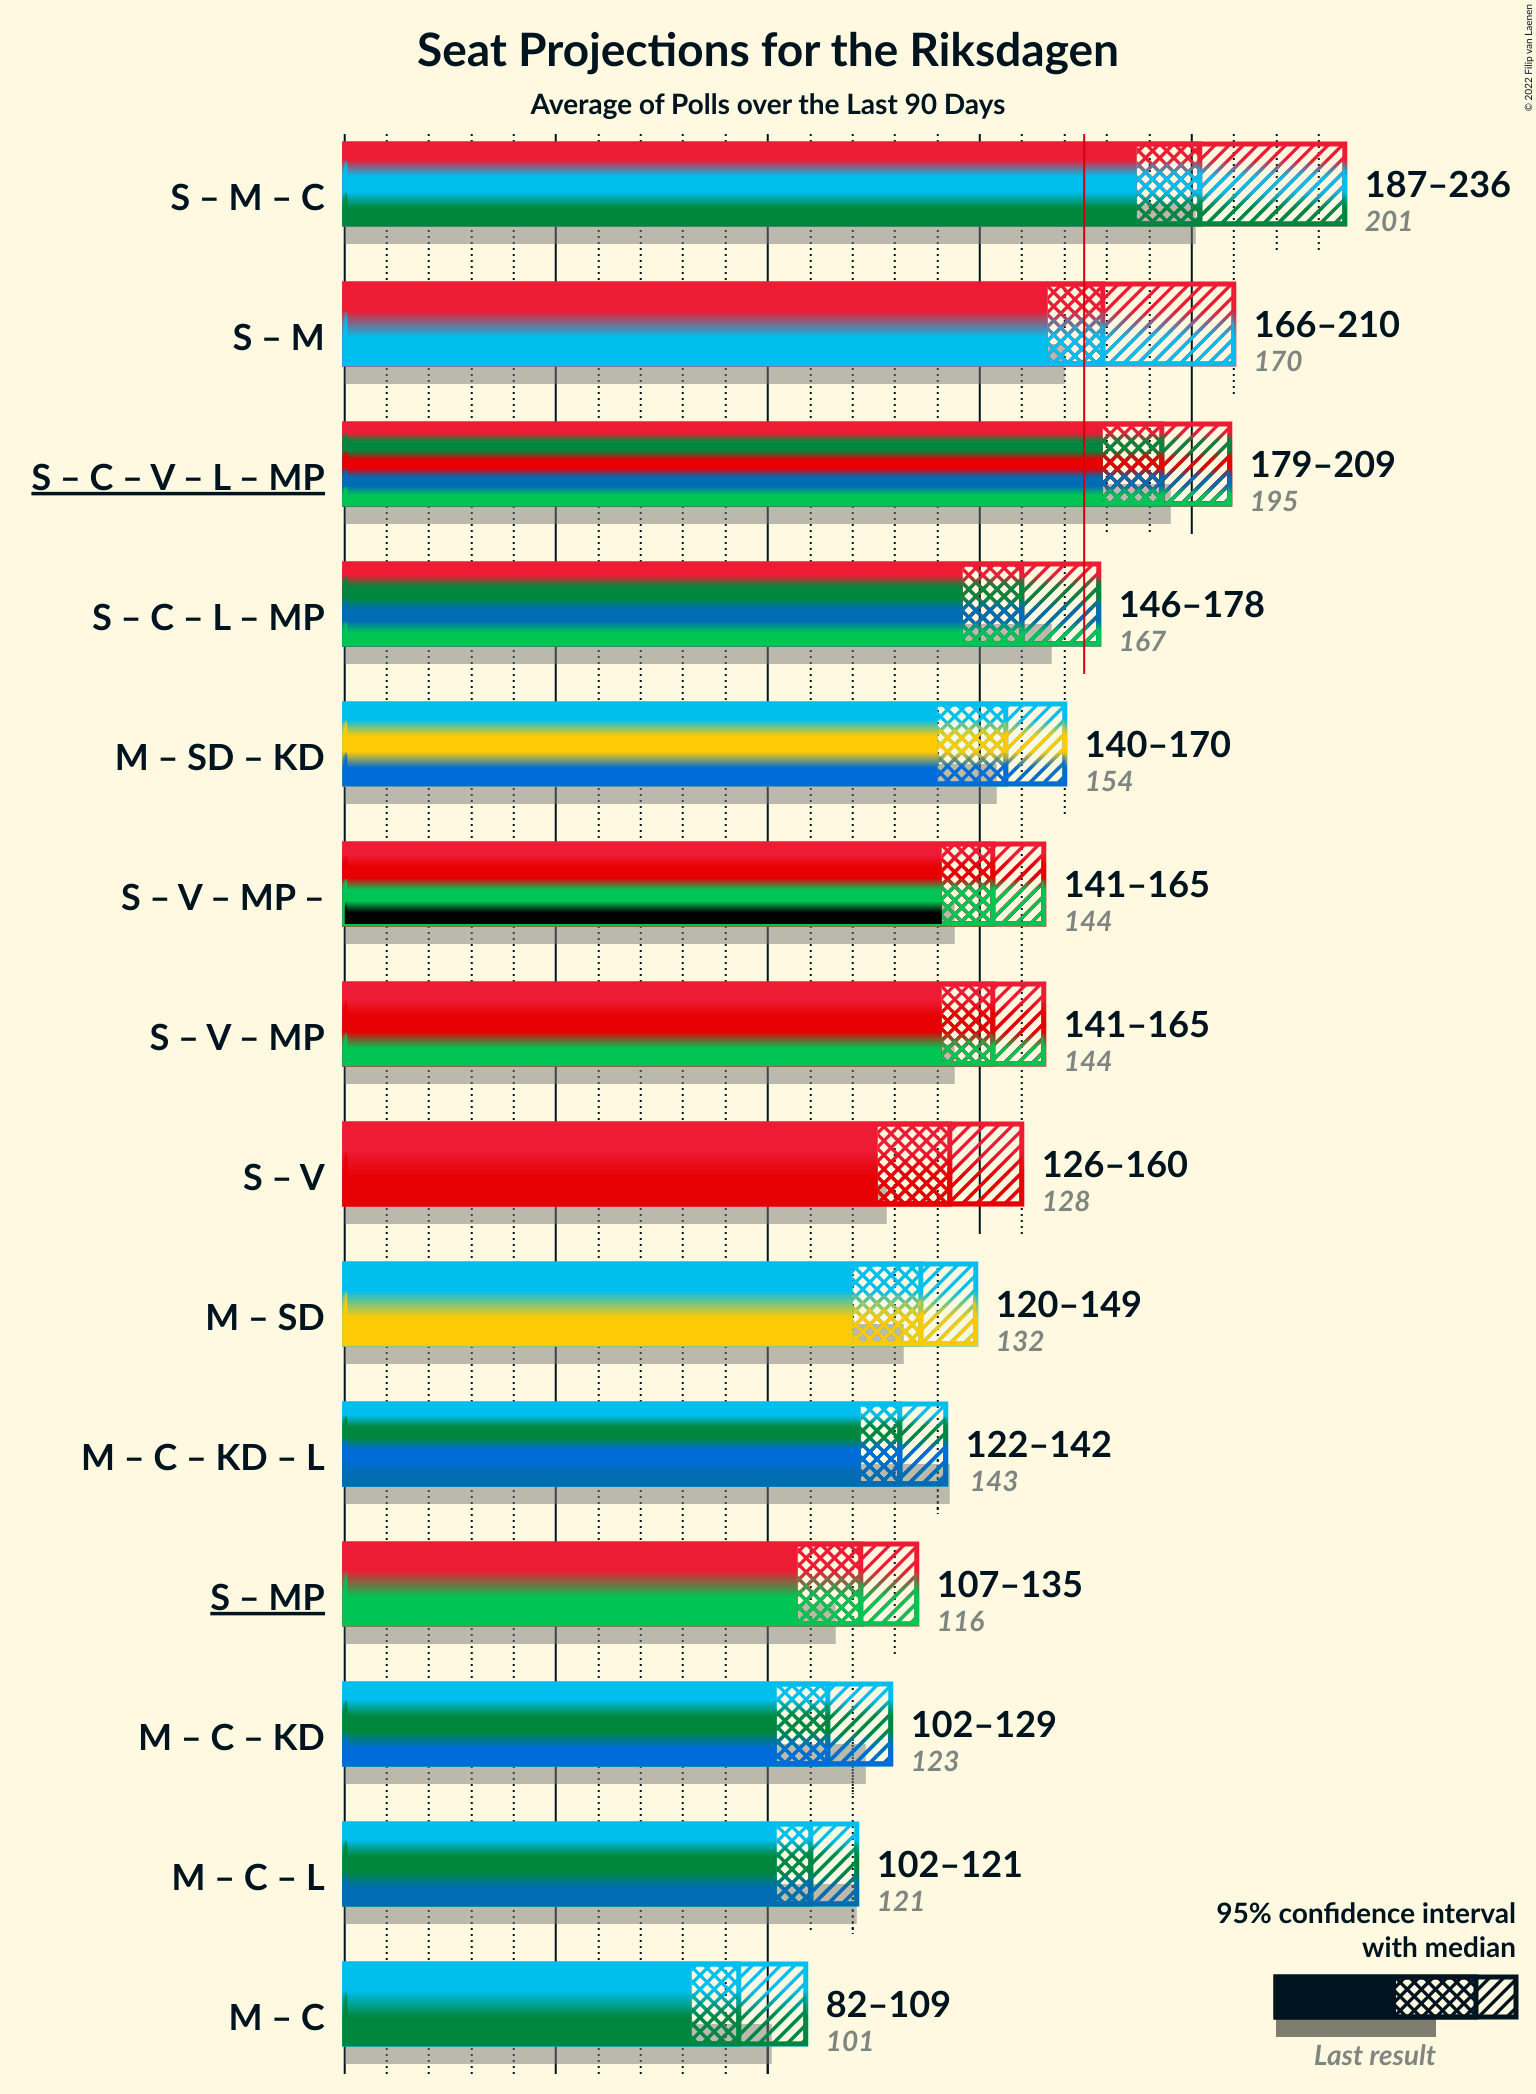 Seat Projections for the Riksdagen
Average of Polls over the Last 90 Days
© 2022 Filip van Laenen
S – M – C
187–236
201
S – M
166–210
170
S – C – V – L – MP
179–209
195
S – C – L – MP
146–178
167
M – SD – KD
140–170
154
S – V – MP –
141–165
144
S – V – MP
141–165
144
S – V
126–160
128
M – SD
120–149
132
M – C – KD – L
122–142
143
S – MP
107–135
116
M – C – KD
102–129
123
M – C – L
102–121
121
M – C
82–109
101
95% confidence interval
with median
Last result